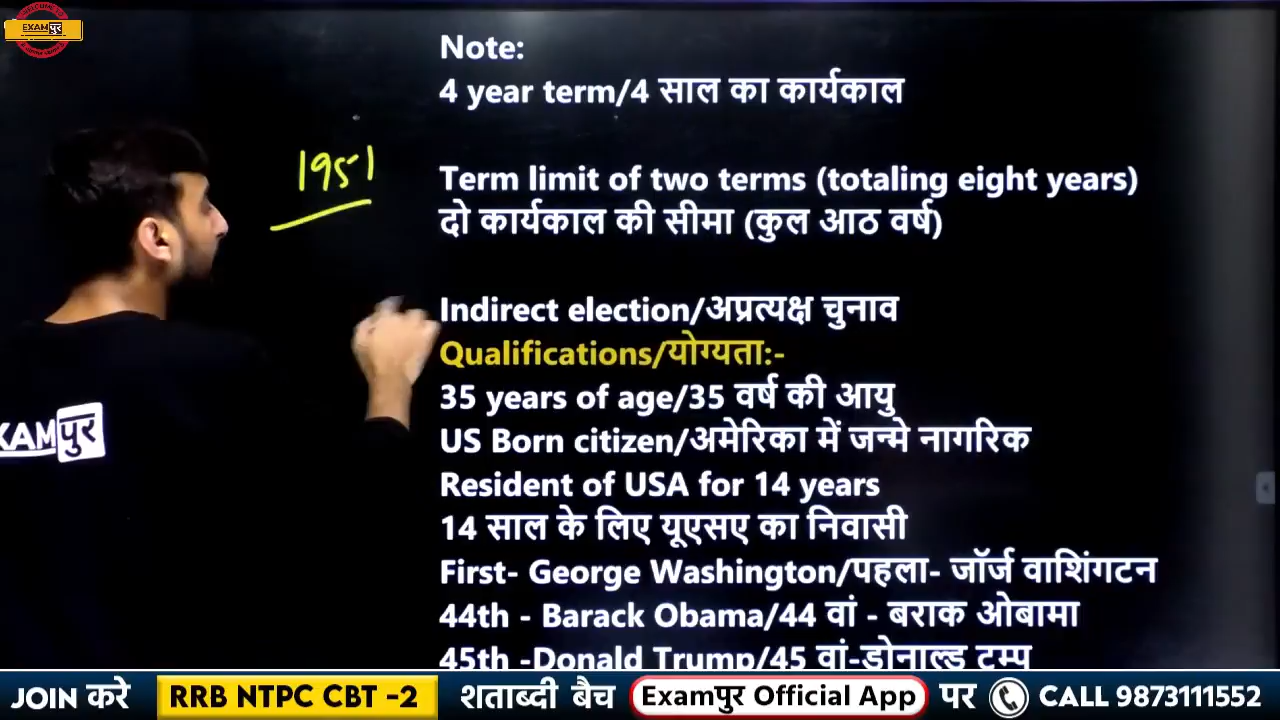 WELCOME TO
EXAMपुर
Note:
4 year term/4 साल का कार्यकाल
1951
Term limit of two terms (totaling eight years)
दो कार्यकाल की सीमा (कुल आठ वर्ष)
Indirect election/अप्रत्यक्ष चुनाव
Qualifications/योग्यता:-
35 years of age/35 वर्ष की आयु
US Born citizen/अमेरिका में जन्मे नागरिक
XAMपुर
Resident of USA for 14 years
14 साल के लिए यूएसए का निवासी
First- George Washington/पहला- जॉर्ज वाशिंगटन
44th - Barack Obama/44 वां - बराक ओबामा
45th -Donald Trump/45 वां-डोनाल्ड ट्रम्प
JOIN करे RRB NTPC CBT -2 शताब्दी बैच Examपुर Official App पर CALL 9873111552